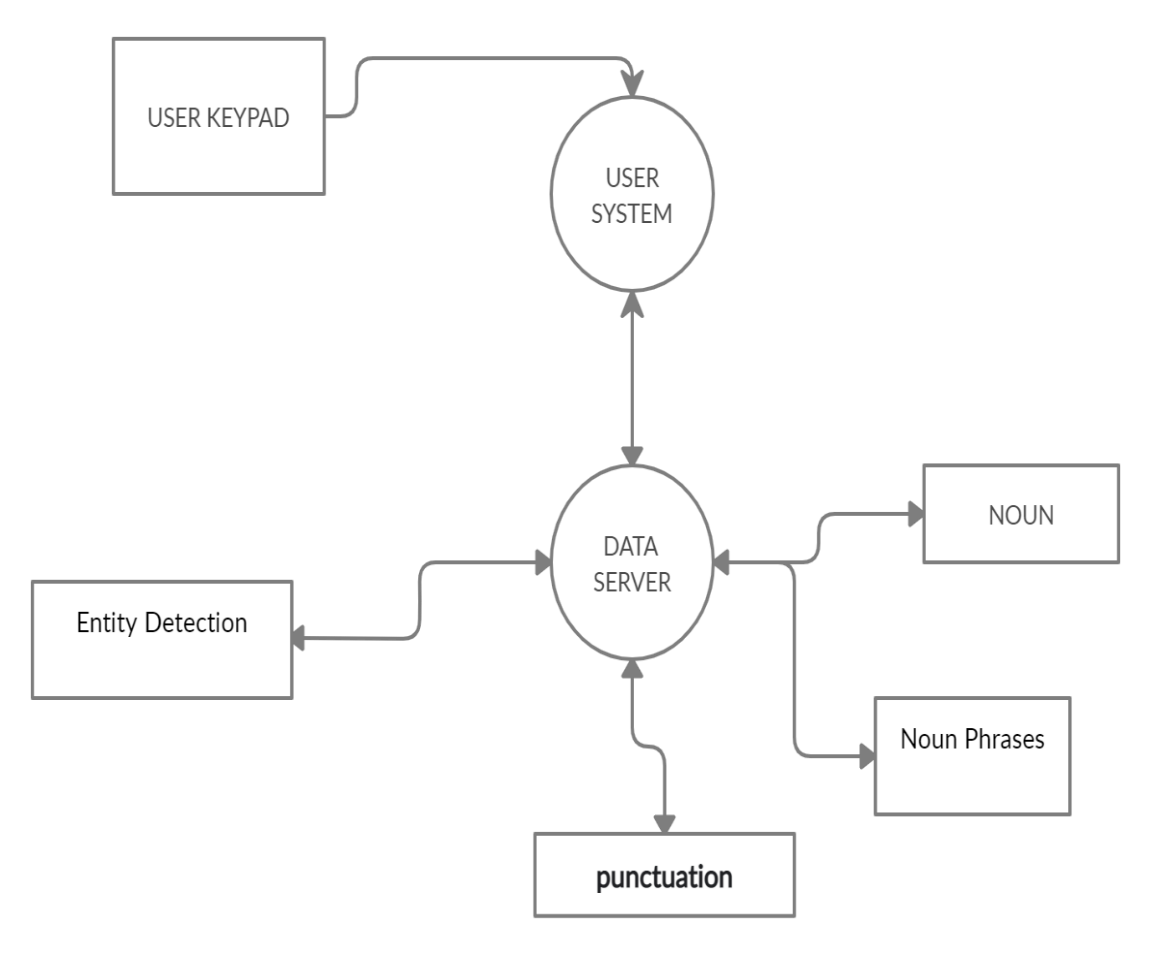 USER KEYPAD
USER
SYSTEM
DATA
SERVER
NOUN
Entity Detection
Noun Phrases
punctuation